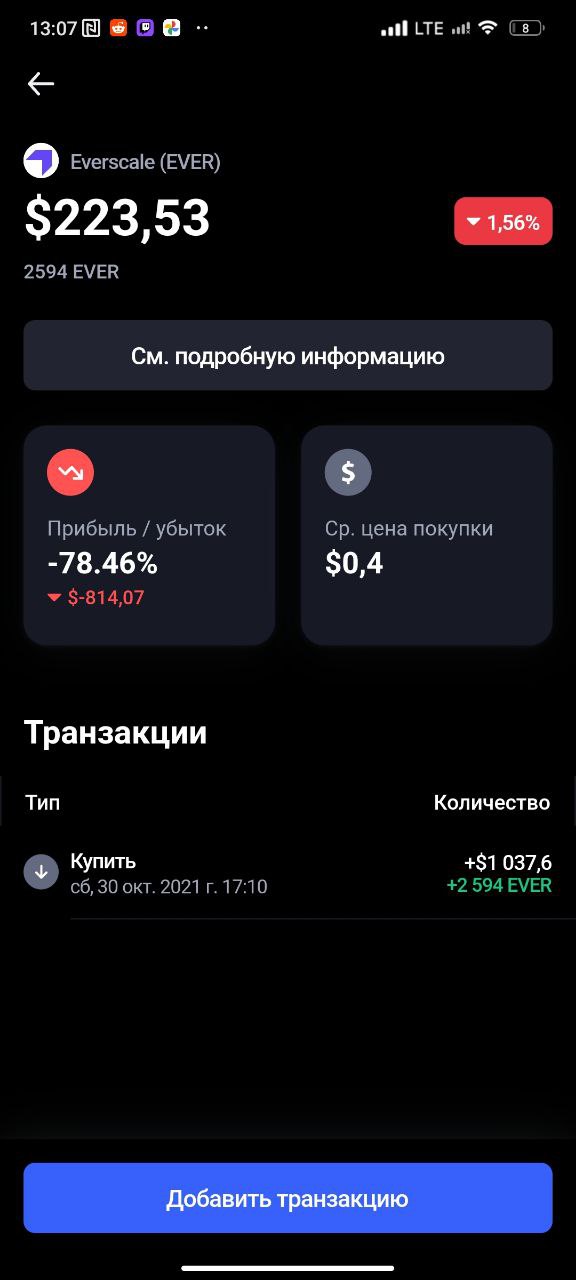 13:07 LTE 8
Everscale (EVER)
$223,53
1,56%
2594 EVER
См. подробную информацию
Прибыль / убыток
-78.46%
$-814,07
$
Ср. цена покупки
$0,4
Транзакции
Тип Количество
Купить +$1 037,6
сб, 30 окт. 2021 г. 17:10 +2 594 EVER
Добавить транзакцию